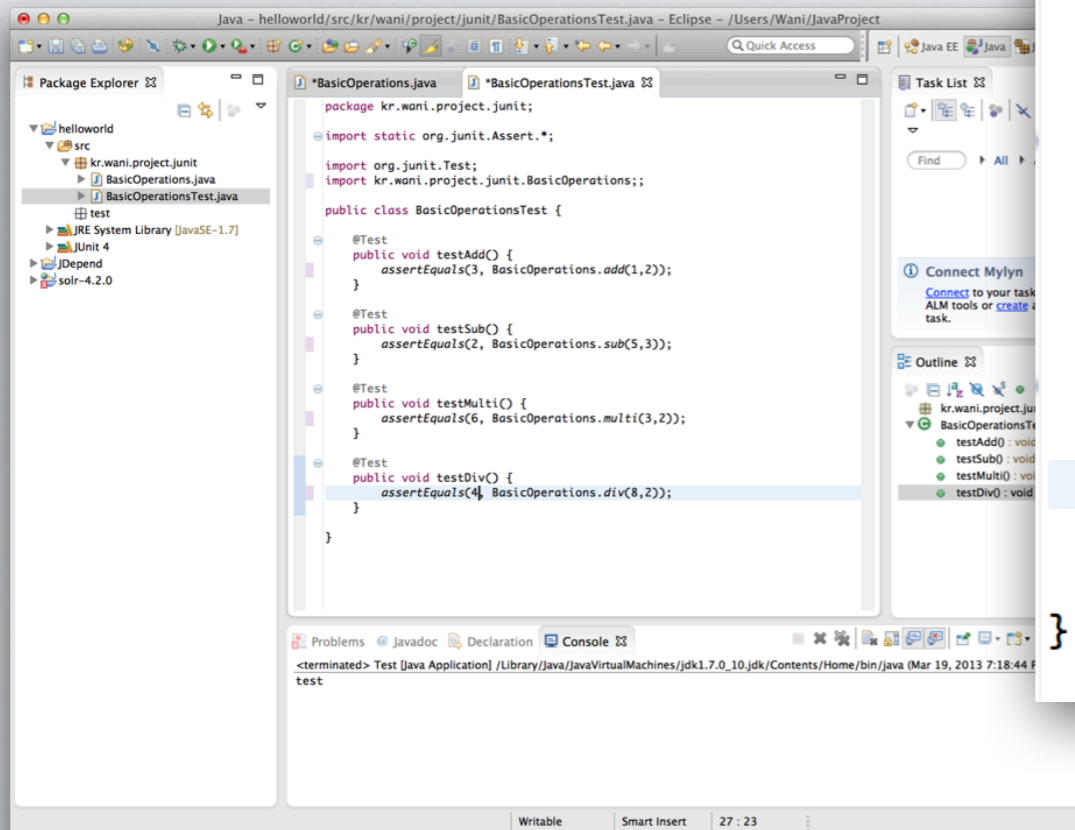 Java – helloworld/src/kr/wani/project/junit/BasicOperationsTest.java – Eclipse – /Users/Wani/JavaProject
Quick Access
Java EE
Java
Package Explorer
helloworld
src
kr.wani.project.junit
BasicOperations.java
BasicOperationsTest.java
test
JRE System Library [JavaSE-1.7]
JUnit 4
JDepend
solr-4.2.0
*BasicOperations.java
*BasicOperationsTest.java
package kr.wani.project.junit;
import static org.junit.Assert.*;
import org.junit.Test;
import kr.wani.project.junit.BasicOperations;;
public class BasicOperationsTest {
@Test
public void testAdd() {
assertEquals(3, BasicOperations.add(1,2));
}
@Test
public void testSub() {
assertEquals(2, BasicOperations.sub(5,3));
}
@Test
public void testMulti() {
assertEquals(6, BasicOperations.multi(3,2));
}
@Test
public void testDiv() {
assertEquals(4, BasicOperations.div(8,2));
}
}
Task List
Find
All
Connect Mylyn
Connect to your task
ALM tools or create a
task.
Outline
kr.wani.project.ju
BasicOperationsTe
testAdd() : void
testSub() : void
testMulti() : voi
testDiv() : void
}
Problems
Javadoc
Declaration
Console
<terminated> Test [Java Application] /Library/Java/JavaVirtualMachines/jdk1.7.0_10.jdk/Contents/Home/bin/java (Mar 19, 2013 7:18:44
test
Writable
Smart Insert
27 : 23